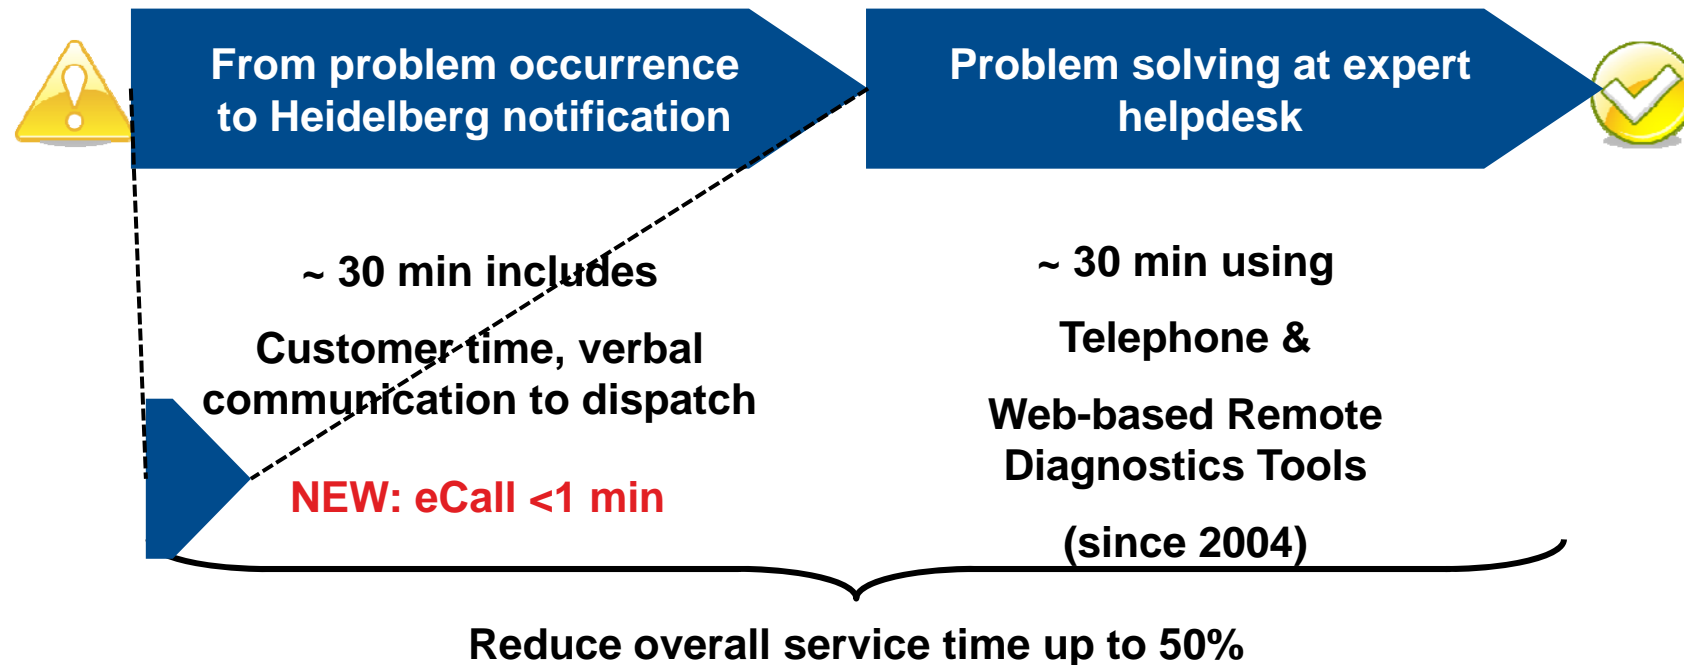 From problem occurrence
to Heidelberg notification
Problem solving at expert
helpdesk
~ 30 min includes
Customer time, verbal
communication to dispatch
NEW: eCall <1 min
~ 30 min using
Telephone &
Web-based Remote
Diagnostics Tools
(since 2004)
Reduce overall service time up to 50%